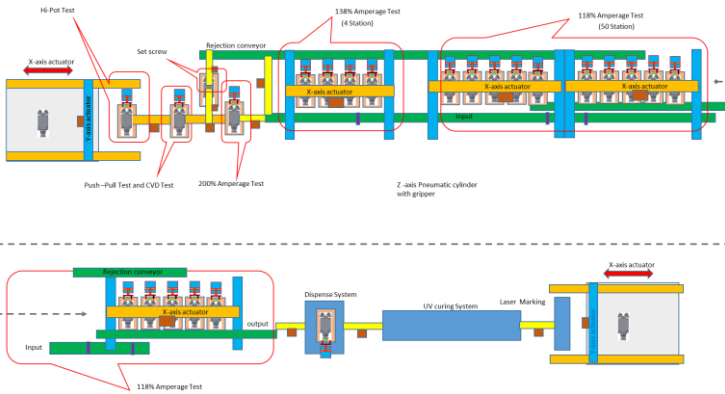 Hi-Pot Test
138% Amperage Test
(4 Station)
118% Amperage Test
(50 Station)
Set screw
Rejection conveyor
X-axis actuator
Y-axis actuator
X-axis actuator
X-axis actuator
X-axis actuator
Input
Push –Pull Test and CVD Test
200% Amperage Test
Z -axis Pneumatic cylinder
with gripper
Rejection conveyor
X-axis actuator
output
Input
118% Amperage Test
Dispense System
UV curing System
Laser Marking
X-axis actuator
Y-axis actuator